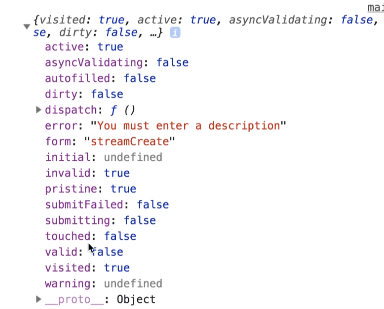 mai
{visited: true, active: true, asyncValidating: false,
se, dirty: false, …} i
active: true
asyncValidating: false
autofilled: false
dirty: false
dispatch: ƒ ()
error: "You must enter a description"
form: "streamCreate"
initial: undefined
invalid: true
pristine: true
submitFailed: false
submitting: false
touched: false
valid: false
visited: true
warning: undefined
__proto__: Object